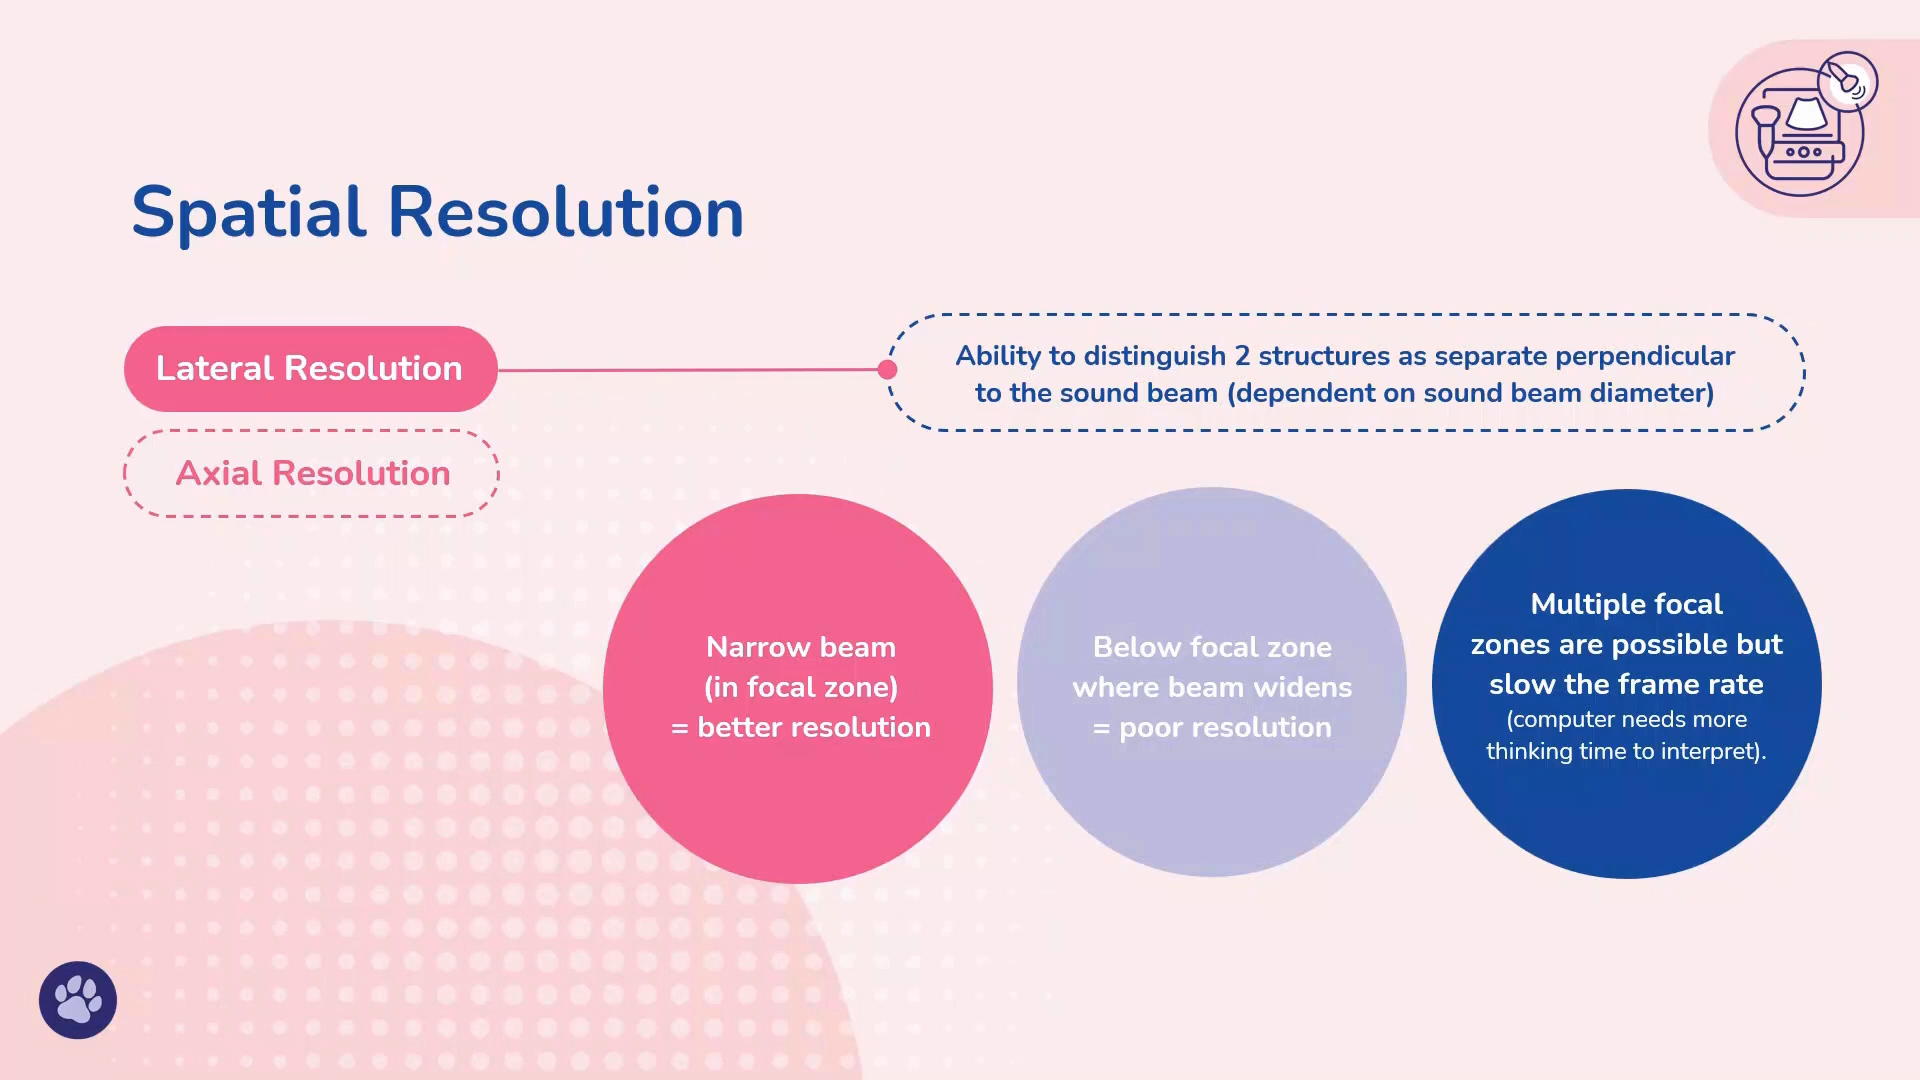 Spatial Resolution
Lateral Resolution
Ability to distinguish 2 structures as separate perpendicular
to the sound beam (dependent on sound beam diameter)
Axial Resolution
Narrow beam
(in focal zone)
= better resolution
Below focal zone
where beam widens
= poor resolution
Multiple focal
zones are possible but
slow the frame rate
(computer needs more
thinking time to interpret).